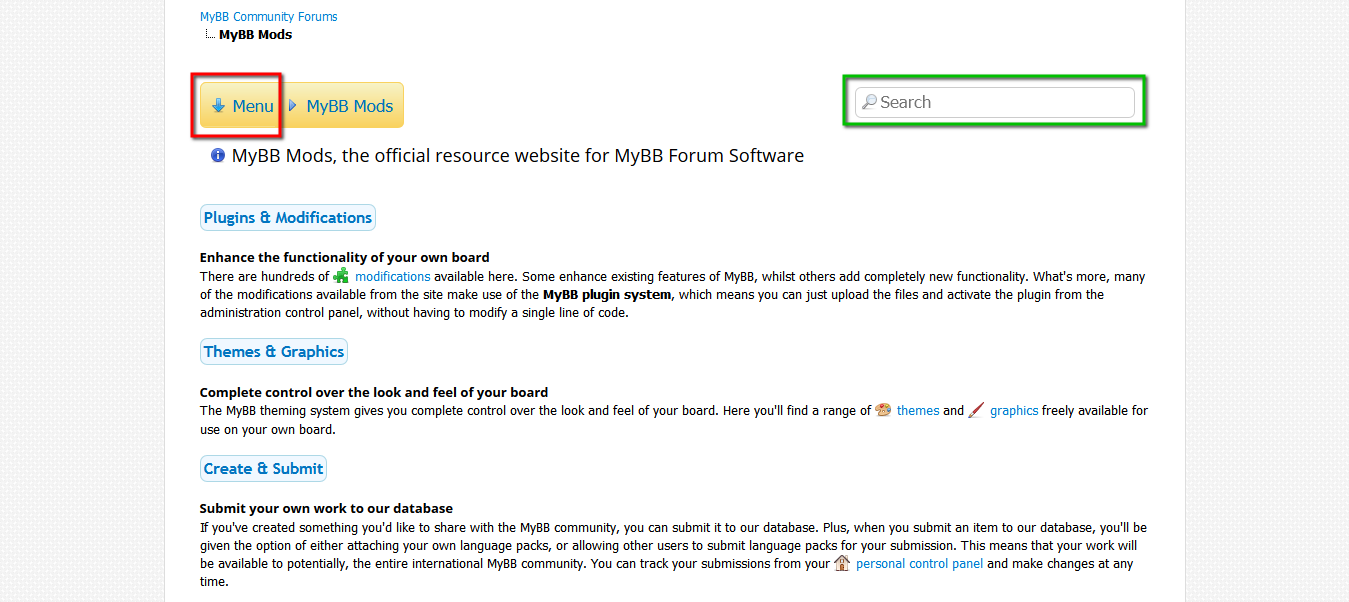 MyBB Community Forums
MyBB Mods
Menu MyBB Mods
Search
MyBB Mods, the official resource website for MyBB Forum Software
Plugins & Modifications
Enhance the functionality of your own board
There are hundreds of modifications available here. Some enhance existing features of MyBB, whilst others add completely new functionality. What's more, many
of the modifications available from the site make use of the MyBB plugin system, which means you can just upload the files and activate the plugin from the
administration control panel, without having to modify a single line of code.
Themes & Graphics
Complete control over the look and feel of your board
The MyBB theming system gives you complete control over the look and feel of your board. Here you'll find a range of themes and graphics freely available for
use on your own board.
Create & Submit
Submit your own work to our database
If you've created something you'd like to share with the MyBB community, you can submit it to our database. Plus, when you submit an item to our database, you'll be
given the option of either attaching your own language packs, or allowing other users to submit language packs for your submission. This means that your work will
be available to potentially, the entire international MyBB community. You can track your submissions from your personal control panel and make changes at any
time.